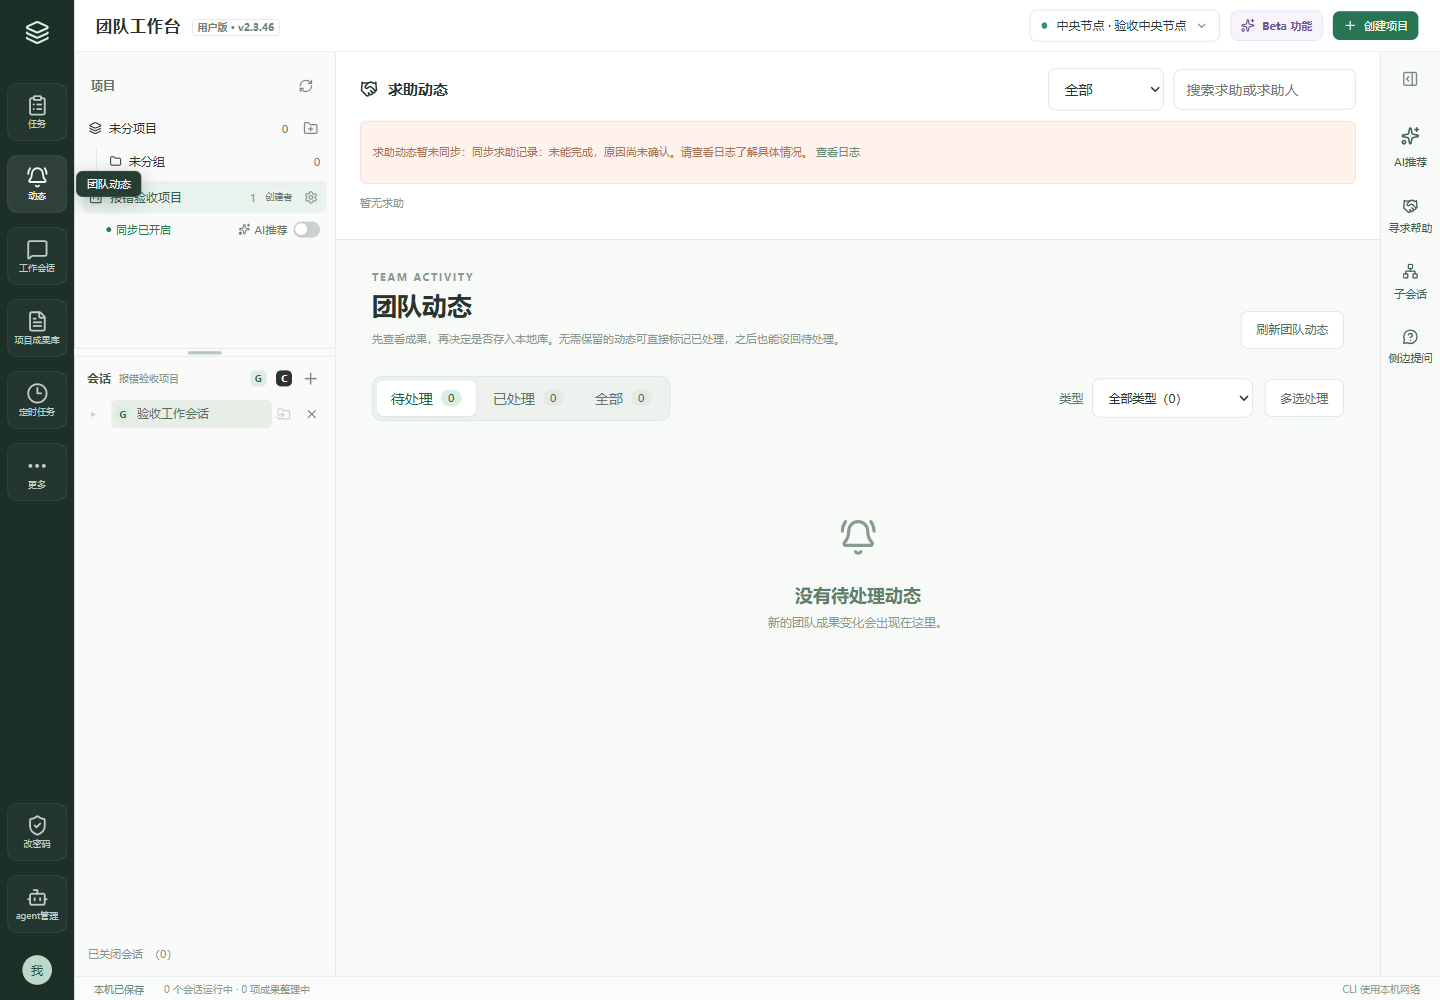 团队工作台
用户版 • v2.3.46
中央节点 · 验收中央节点
Beta 功能
创建项目
任务
动态
工作会话
项目成果库
定时任务
更多
改密码
agent管理
我
项目
未分项目 0
未分组 0
团队动态
报错验收项目 1 创建者
同步已开启 AI推荐
会话 报错验收项目 G C
G 验收工作会话
已关闭会话 (0)
求助动态
全部
搜索求助或求助人
求助动态暂未同步：同步求助记录：未能完成，原因尚未确认。请查看日志了解具体情况。 查看日志
暂无求助
TEAM ACTIVITY
团队动态
先查看成果，再决定是否存入本地库。无需保留的动态可直接标记已处理，之后也能设回待处理。
刷新团队动态
待处理 0 已处理 0 全部 0
类型 全部类型（0） 多选处理
没有待处理动态
新的团队成果变化会出现在这里。
AI推荐
寻求帮助
子会话
侧边提问
本机已保存 0 个会话运行中 · 0 项成果整理中
CLI 使用本机网络